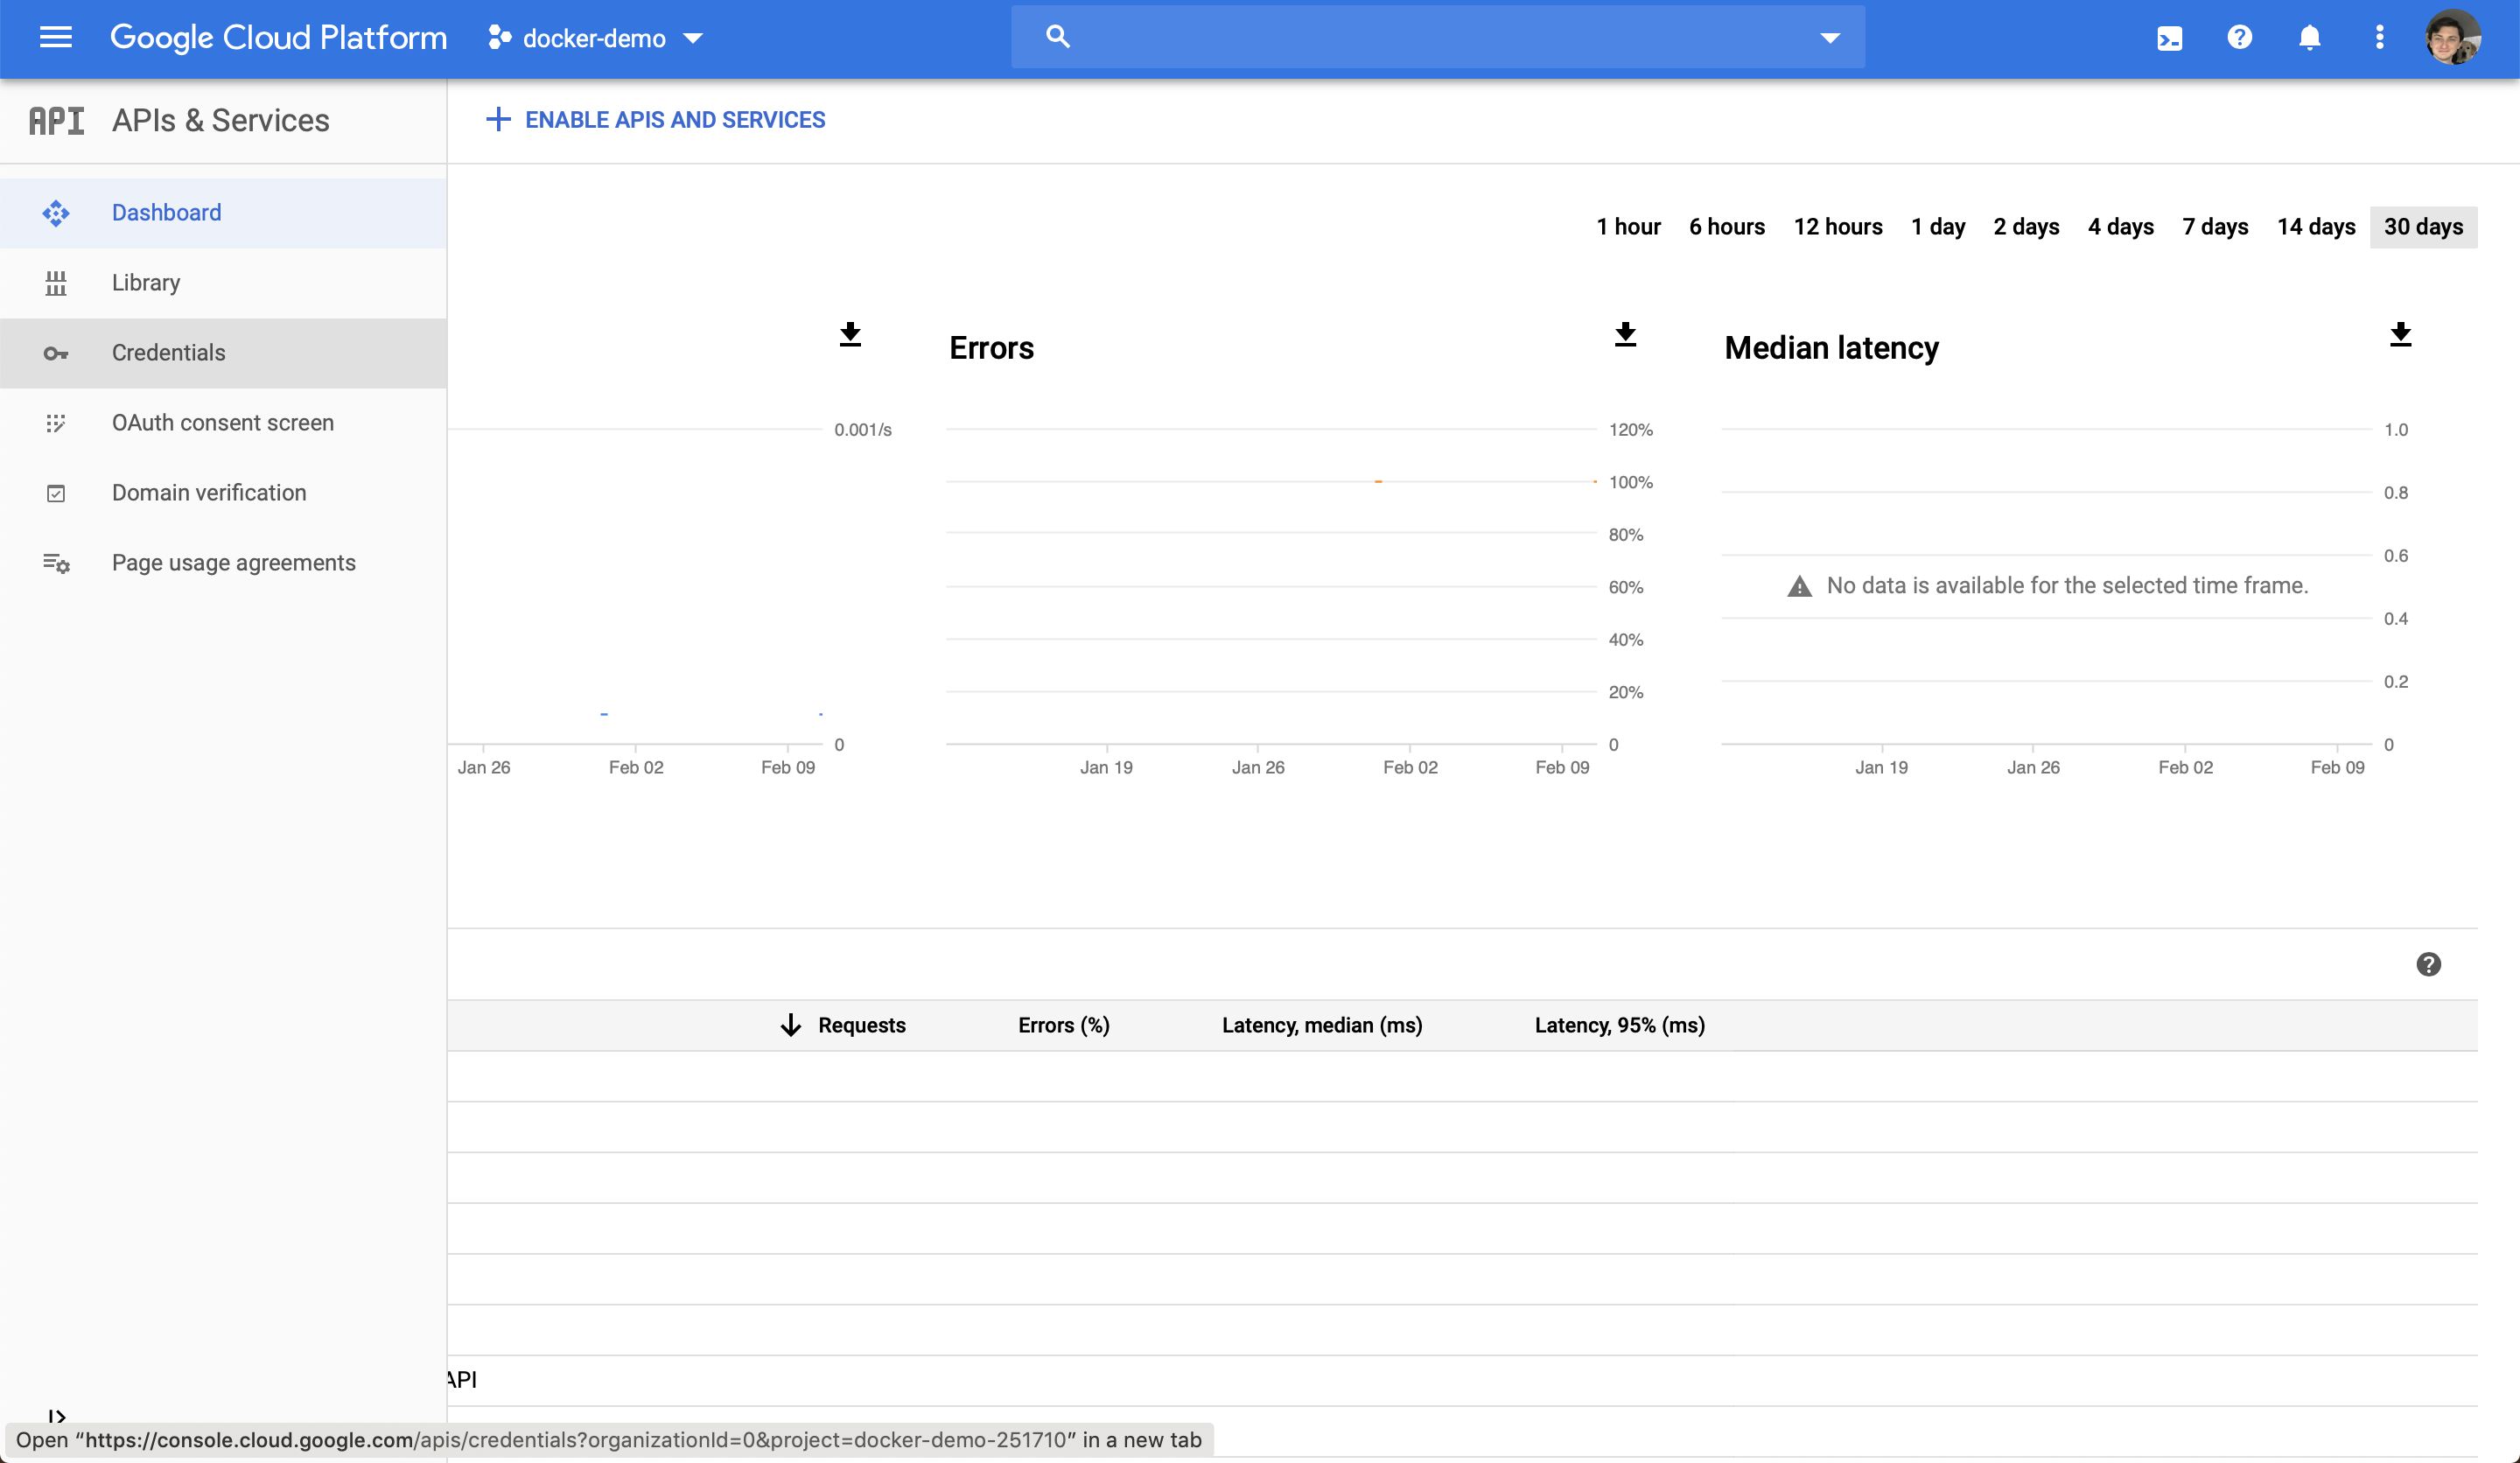 Google Cloud Platform docker-demo
API APIs & Services
ENABLE APIS AND SERVICES
Dashboard
Library
Credentials
OAuth consent screen
Domain verification
Page usage agreements
1 hour 6 hours 12 hours 1 day 2 days 4 days 7 days 14 days 30 days
0.001/s
0
Jan 26 Feb 02 Feb 09
Errors
120%
100%
80%
60%
40%
20%
0
Jan 19 Jan 26 Feb 02 Feb 09
Median latency
1.0
0.8
0.6
No data is available for the selected time frame.
0.4
0.2
0
Jan 19 Jan 26 Feb 02 Feb 09
Requests Errors (%) Latency, median (ms) Latency, 95% (ms)
API
Open “https://console.cloud.google.com/apis/credentials?organizationId=0&project=docker-demo-251710” in a new tab